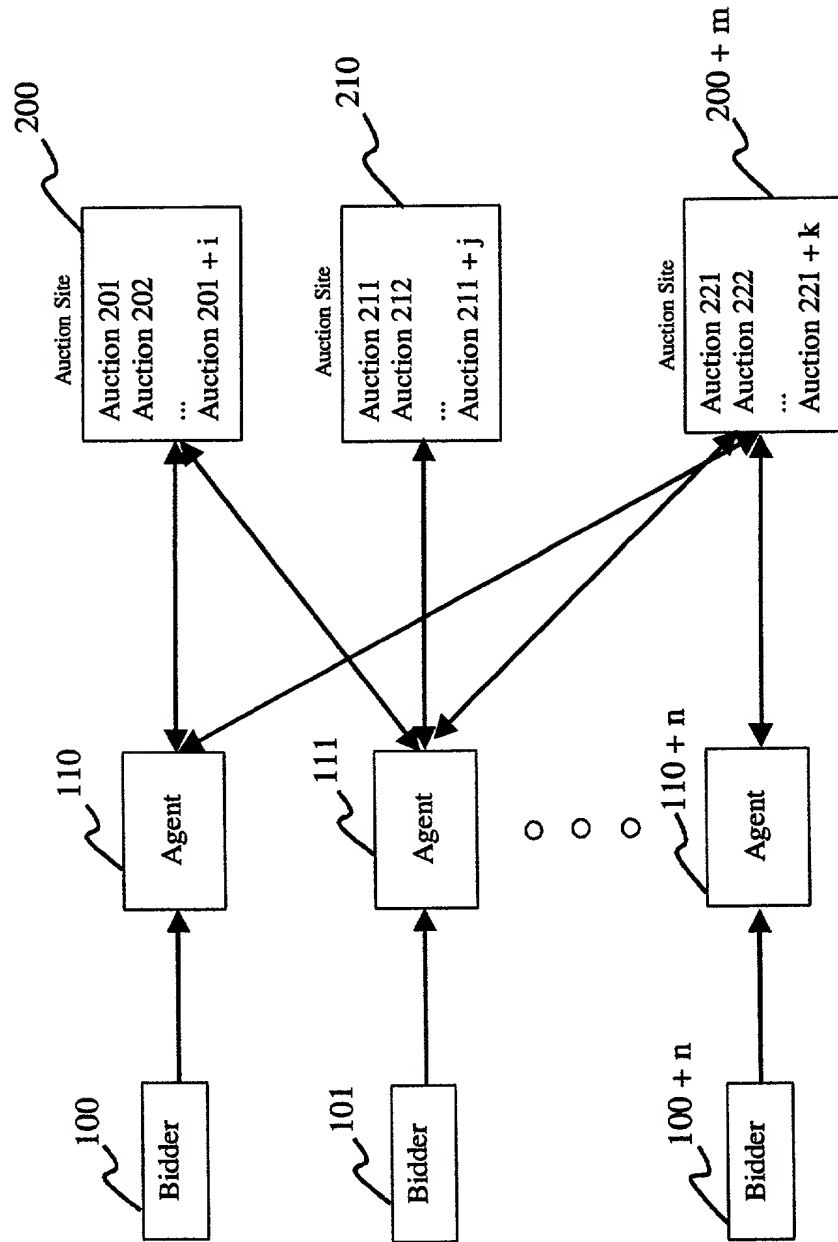 100
Bidder
110
Agent
Auction Site
200
Auction 201
Auction 202
... Auction 201 + i
101
Bidder
111
Agent
Auction Site
210
Auction 211
Auction 212
... Auction 211 + j
100 + n
Bidder
110 + n
Agent
Auction Site
200 + m
Auction 221
Auction 222
... Auction 221 + k